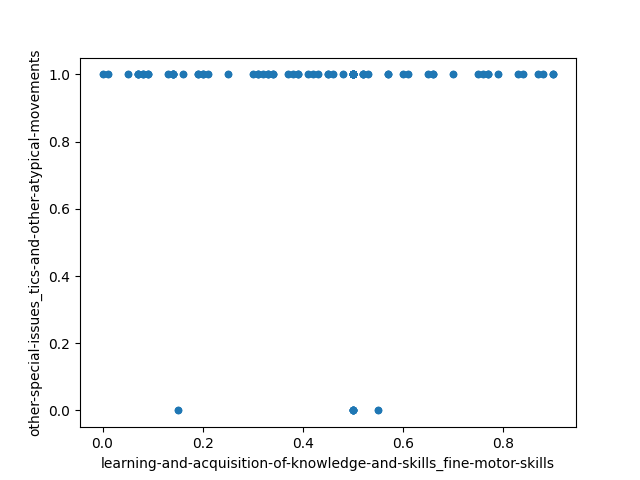 other-special-issues_tics-and-other-atypical-movements
1.0
0.8
0.6
0.4
0.2
0.0
0.0 0.2 0.4 0.6 0.8
learning-and-acquisition-of-knowledge-and-skills_fine-motor-skills